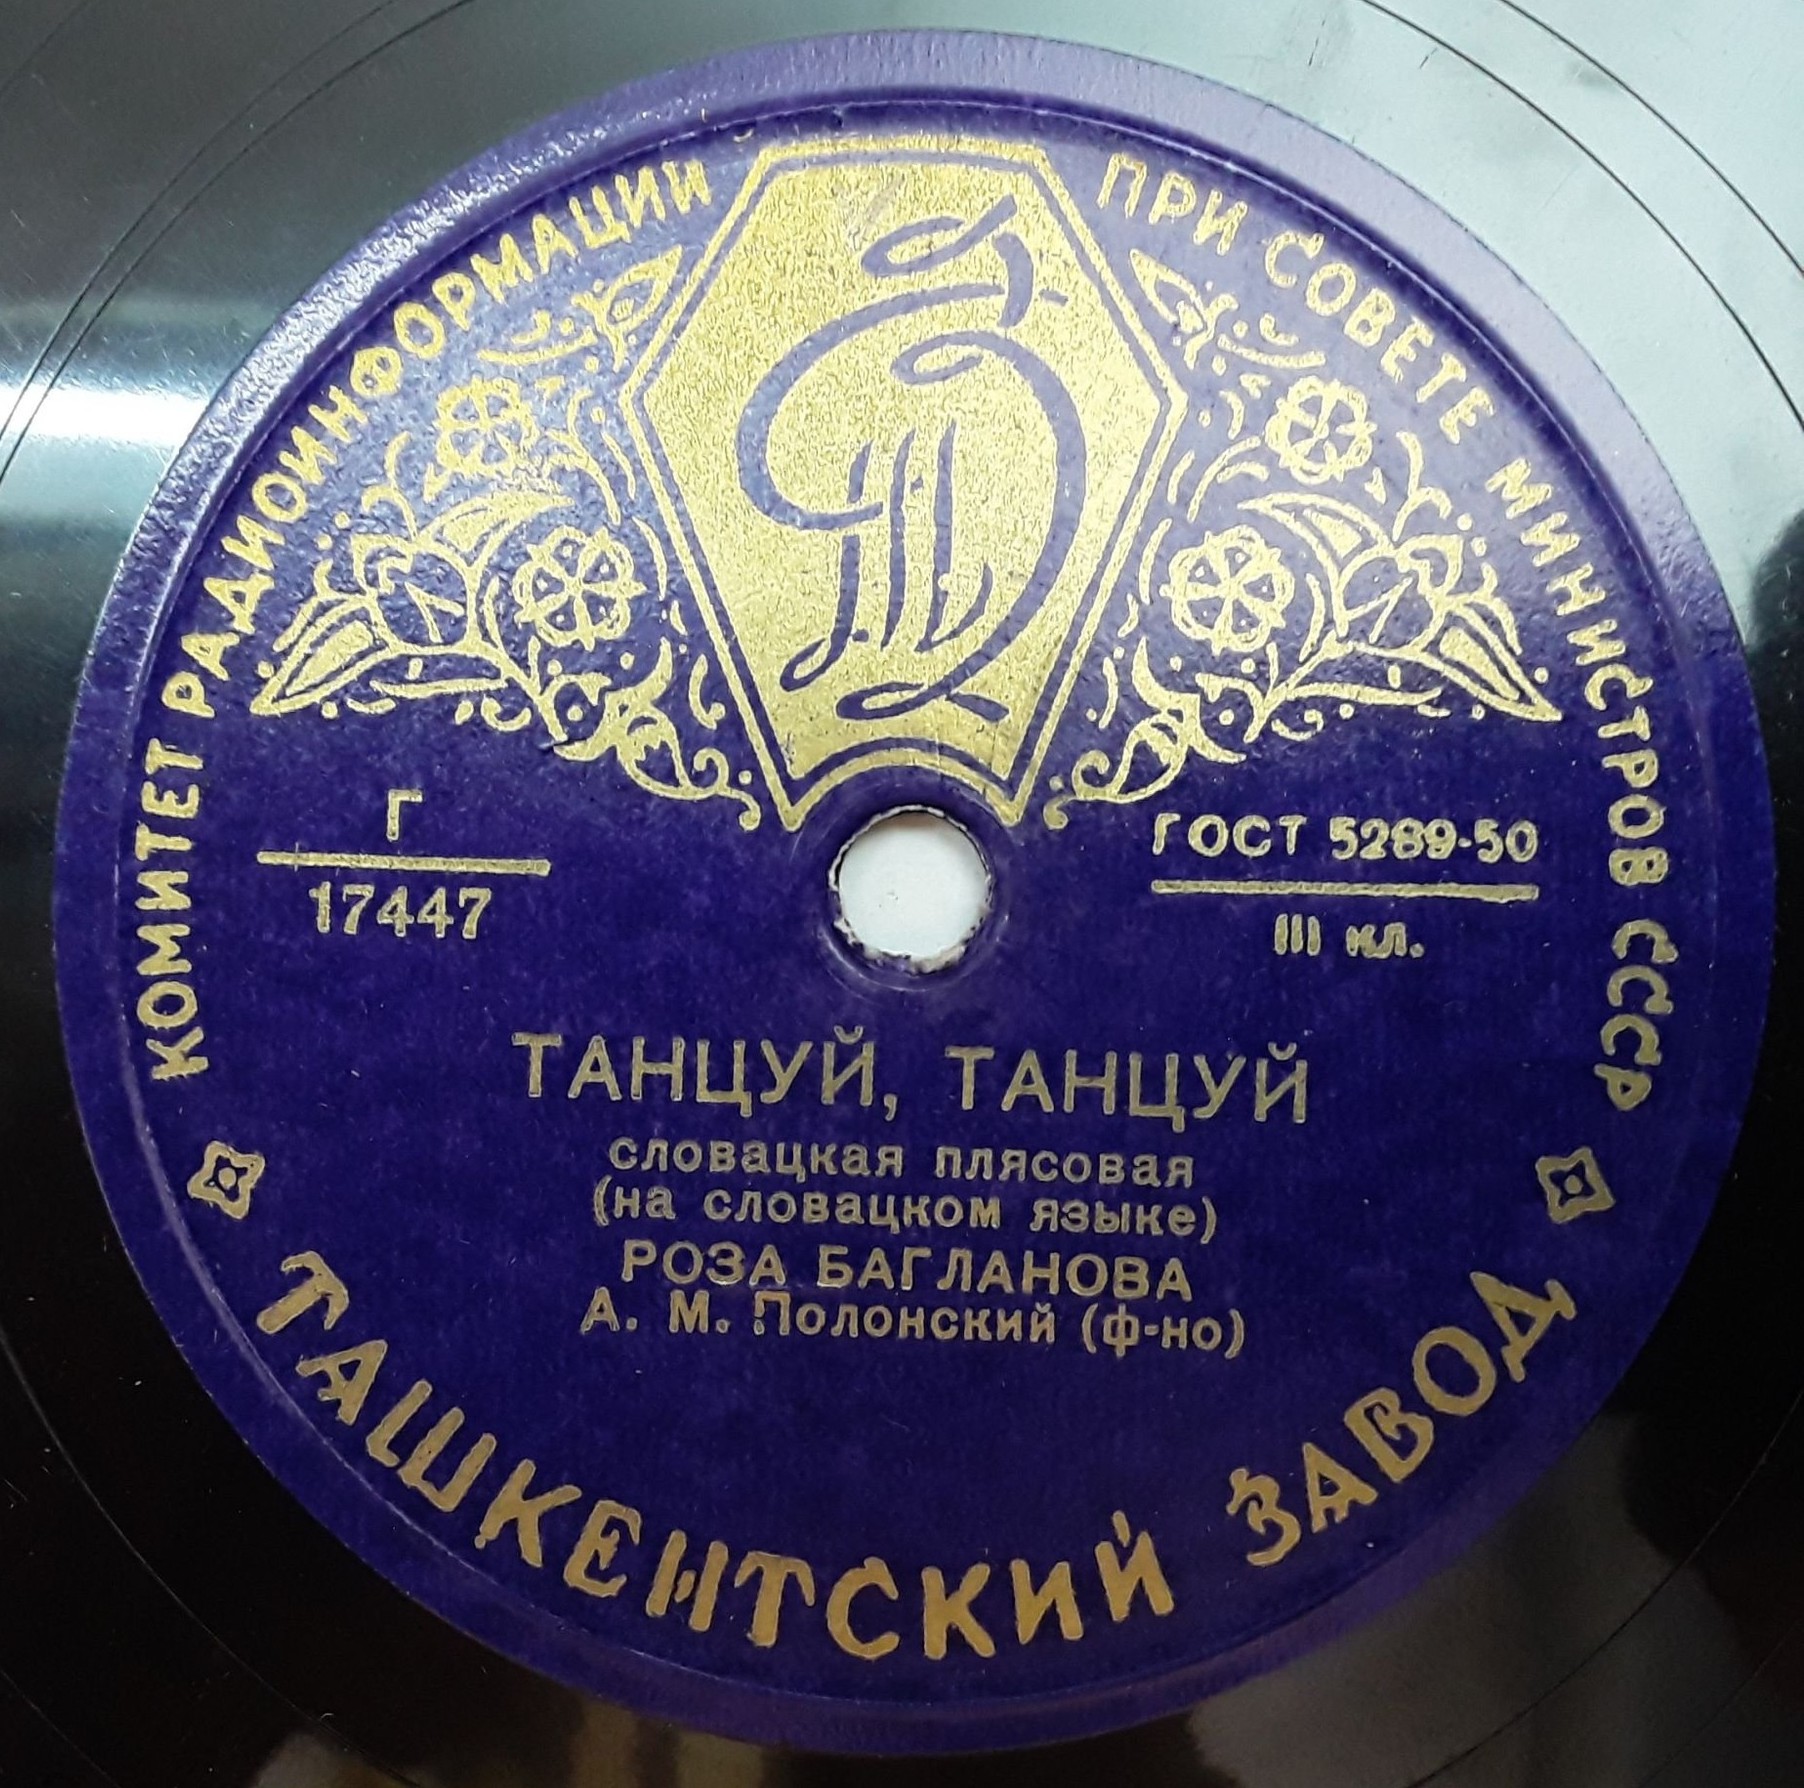 КОМИТЕТ РАДИОИНФОРМАЦИИ ПРИ СОВЕТЕ МИНИСТРОВ СССР
Г
17447
ГОСТ 5289-50
III кл.
ТАНЦУЙ, ТАНЦУЙ
словацкая плясовая
(на словацком языке)
РОЗА БАГЛАНОВА
А. М. Полонский (ф-но)
ТАШКЕНТСКИЙ ЗАВОД